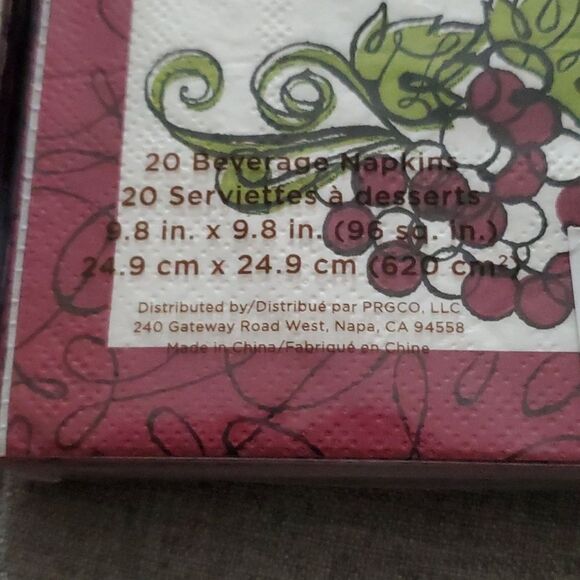 20 Beverage Napkins
20 Serviettes à desserts
9.8 in. x 9.8 in. (96 sq. in.)
24.9 cm x 24.9 cm (620 cm²)
Distributed by/Distribué par PRGCO, LLC
240 Gateway Road West, Napa, CA 94558
Made in China/Fabriqué en Chine